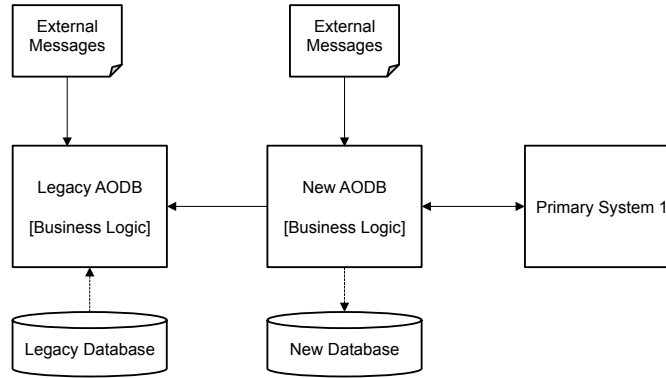 External
Messages
External
Messages
Legacy AODB
[Business Logic]
New AODB
[Business Logic]
Primary System 1
Legacy Database
New Database